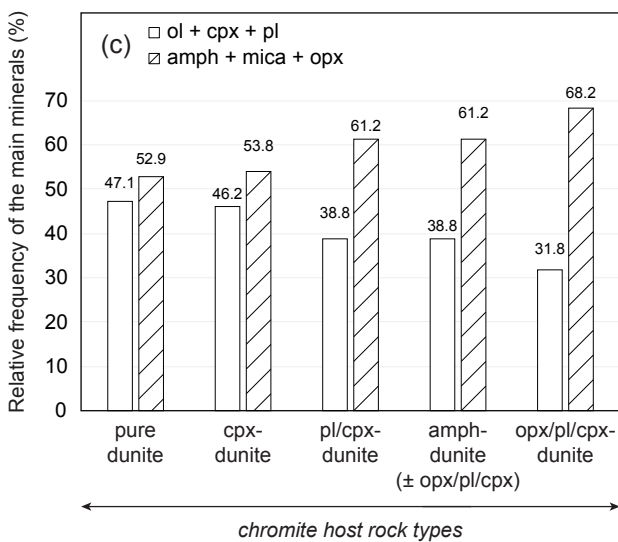 (c)
ol + cpx + pl
amph + mica + opx
Relative frequency of the main minerals (%)
70
60
50
40
30
20
10
0
47.1
52.9
46.2
53.8
38.8
61.2
38.8
61.2
31.8
68.2
pure
dunite
cpx-
dunite
pl/cpx-
dunite
amph-
dunite
(± opx/pl/cpx)
opx/pl/cpx-
dunite
chromite host rock types